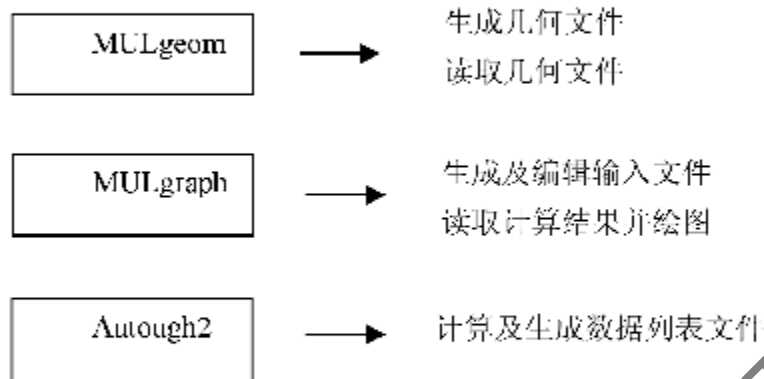 MULgeom
生成几何文件
读取几何文件
MULgraph
生成及编辑输入文件
读取计算结果并绘图
Autough2
计算及生成数据列表文件